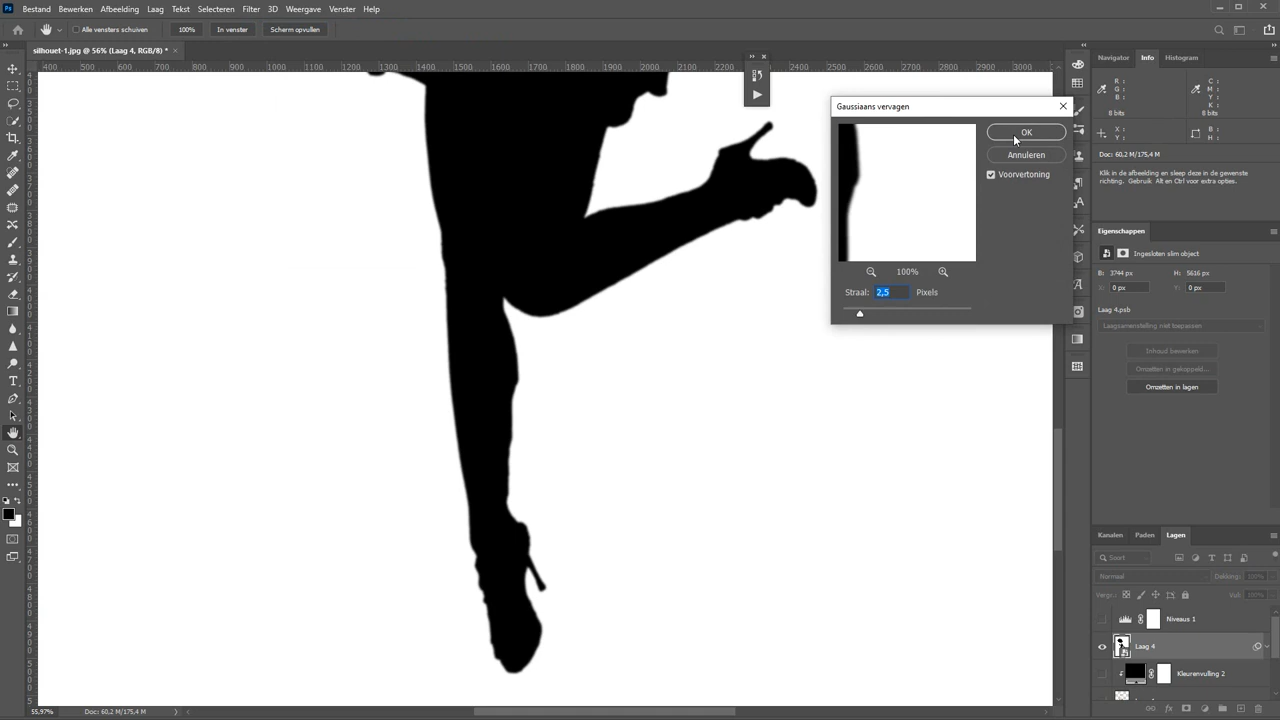 Bestand Bewerken Afbeelding Laag Tekst Selecteren Filter 3D Weergave Venster Help
Alle vensters schuiven 100% In venster Scherm opvullen
silhouet-1.jpg @ 56% (Laag 4, RGB/8) *
400 500 600 700 800 900 1000 1100 1200 1300 1400 1500 1600 1700 1800 1900 2000 2100 2200 2400 2500 2600 2700 2800 2900 3000
Navigator Info Histogram
R :
G :
B :
C :
M :
Y :
K :
8 bits 8 bits
X :
Y :
B :
H :
Doc: 60,2 M/175,4 M
Klik in de afbeelding en sleep deze in de gewenste
richting. Gebruik Alt en Ctrl voor extra opties.
Gaussiaans vervagen
OK
Annuleren
Voorvertoning
100%
Straal: 2,5 Pixels
Eigenschappen
Ingesloten slim object
B: 3744 px H: 5616 px
X: 0 px Y: 0 px
Laag 4.psb
Laagsamenstelling niet toepassen
Inhoud bewerken
Omzetten in gekoppeld...
Omzetten in lagen
Kanalen Paden Lagen
Soort
Normaal Dekking: 100%
Vergr.: Vul: 100%
Niveaus 1
Laag 4
Kleurenvulling 2
55,97% Doc: 60,2 M/175,4 M